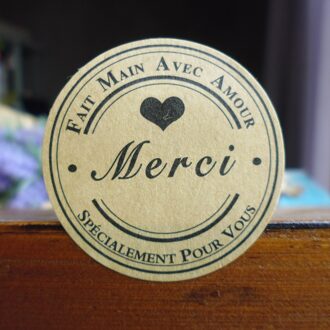 Fait Main Avec Amour
Merci
Spécialement Pour Vous